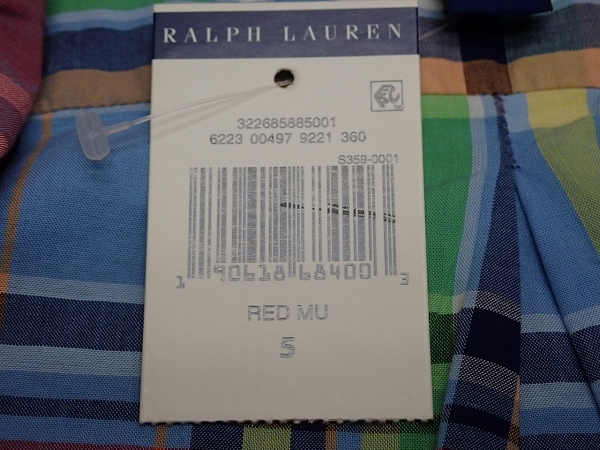 RALPH LAUREN
322685885001
6223 00497 9221 360
S359-0001
1 90618 68400 3
RED MU
5